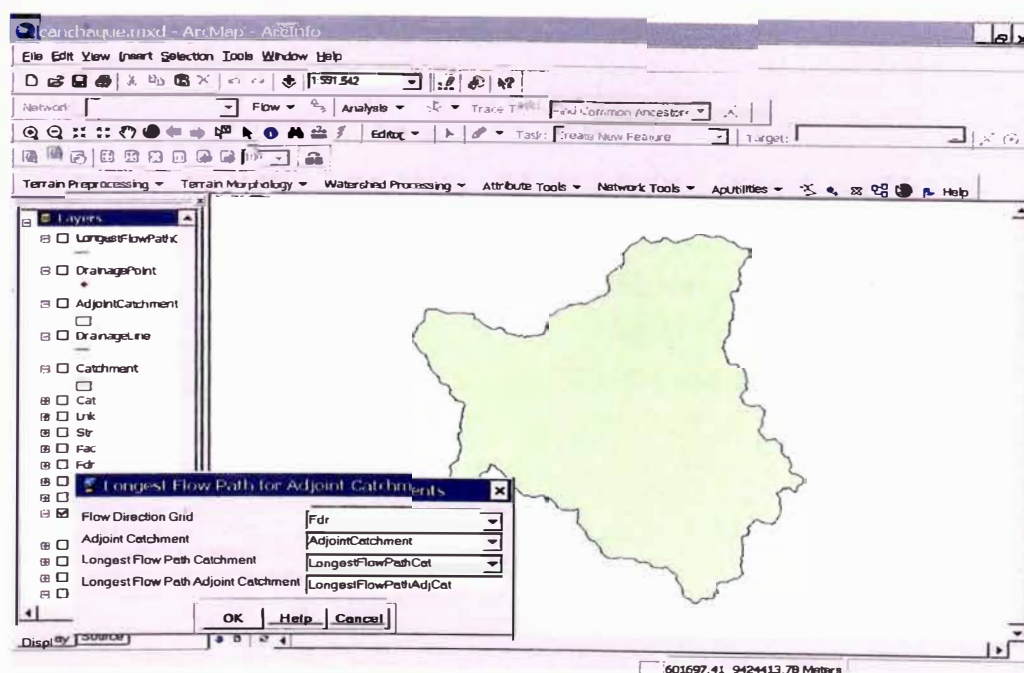 canchaque.mxd - ArcMap - ArcInfo
File Edit View Insert Selection Tools Window Help
1:591,542
Network: Flow Analysis Trace Task: Find Common Ancestors
Editor Task: Create New Feature Target:
Terrain Preprocessing Terrain Morphology Watershed Processing Attribute Tools Network Tools ApUtilities Help
Layers
LongestFlowPathC
DrainagePoint
AdjointCatchment
DrainageLine
Catchment
Cat
Lnk
Str
Fac
Fdr
Longest Flow Path for Adjoint Catchments
Flow Direction Grid Fdr
Adjoint Catchment AdjointCatchment
Longest Flow Path Catchment LongestFlowPathCat
Longest Flow Path Adjoint Catchment LongestFlowPathAdjCat
OK Help Cancel
Display Source
601697.41 9424413.78 Meters